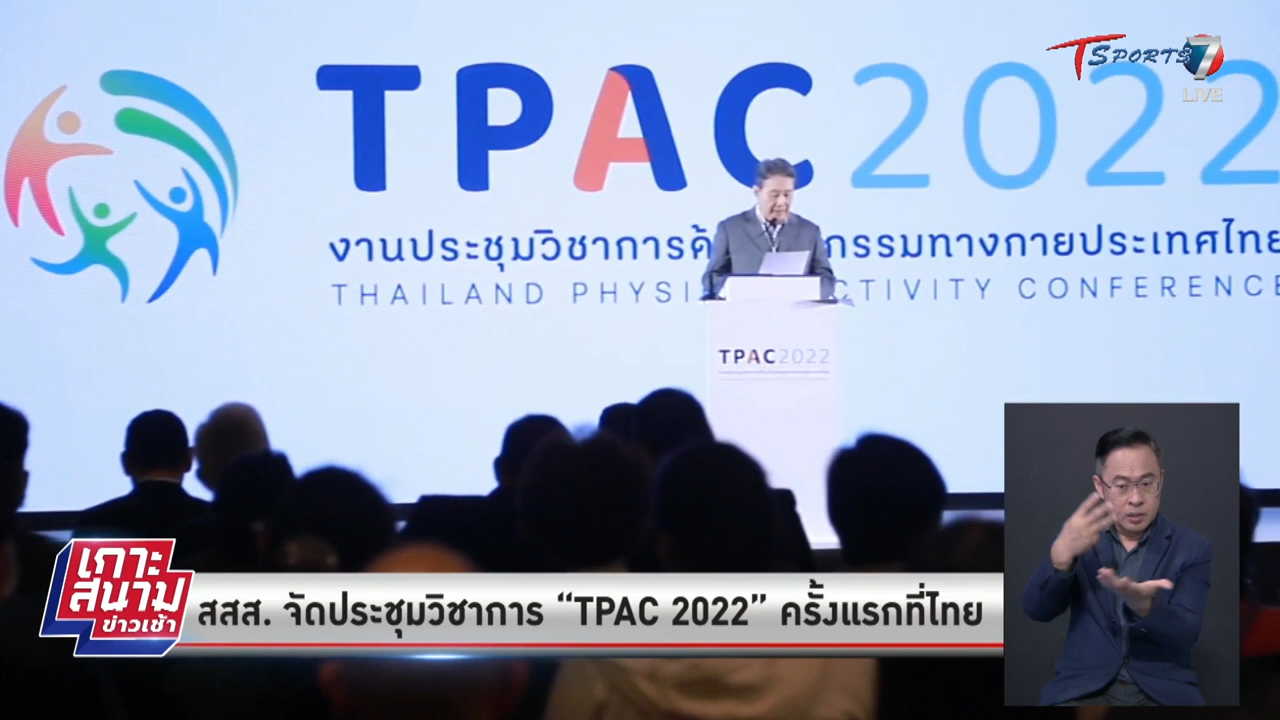 TSPORTS 7
LIVE
TPAC2022
งานประชุมวิชาการด้ กรรมทางกายประเทศไทย
THAILAND PHYSI CTIVITY CONFERENCE
TPAC2022
เกาะ
สนาม
ข่าวเช้า
สสส. จัดประชุมวิชาการ “TPAC 2022” ครั้งแรกที่ไทย